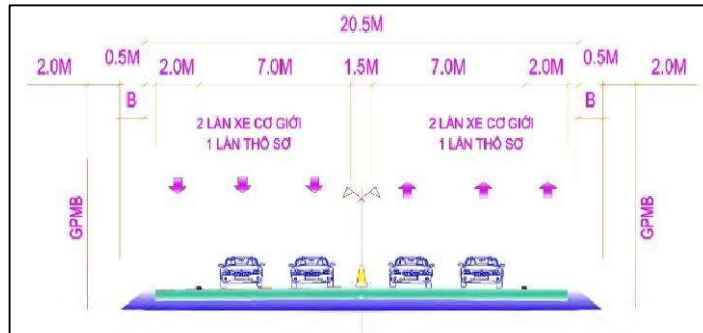 20.5M
2.0M 0.5M 2.0M 7.0M 1.5M 7.0M 2.0M 0.5M 2.0M
B B
2 LÀN XE CƠ GIỚI 2 LÀN XE CƠ GIỚI
1 LÀN THÔ SƠ 1 LÀN THÔ SƠ
GPMB GPMB